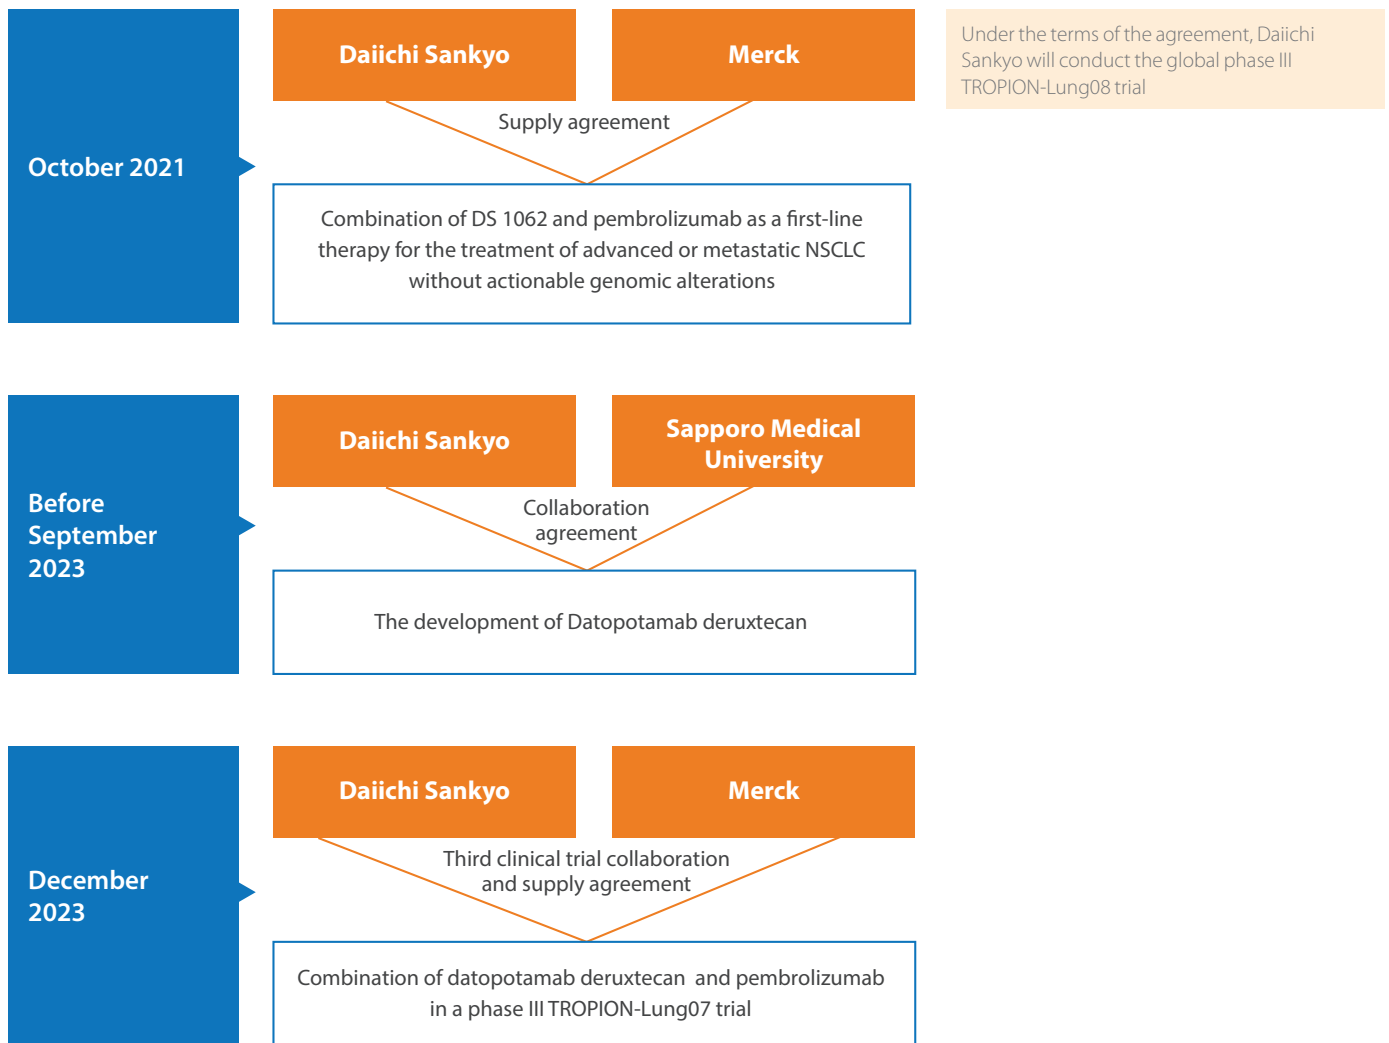 October 2021
Daiichi Sankyo
Merck
Supply agreement
Combination of DS 1062 and pembrolizumab as a first-line
therapy for the treatment of advanced or metastatic NSCLC
without actionable genomic alterations
Under the terms of the agreement, Daiichi
Sankyo will conduct the global phase III
TROPION-Lung08 trial
Before
September
2023
Daiichi Sankyo
Sapporo Medical
University
Collaboration
agreement
The development of Datopotamab deruxtecan
December
2023
Daiichi Sankyo
Merck
Third clinical trial collaboration
and supply agreement
Combination of datopotamab deruxtecan and pembrolizumab
in a phase III TROPION-Lung07 trial